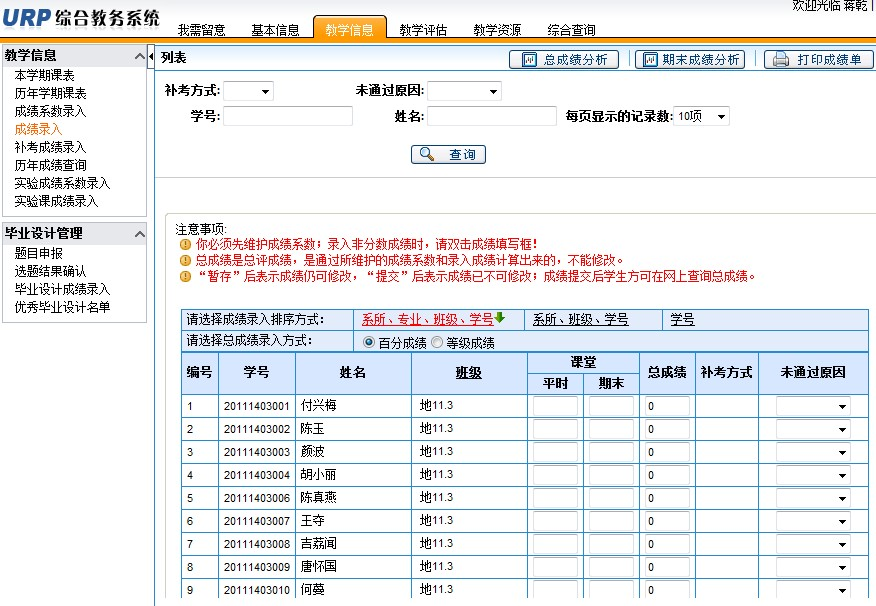 URP 综合教务系统
欢迎光临 蒋乾 |
我需留意 基本信息 教学信息 教学评估 教学资源 综合查询
教学信息
本学期课表
历年学期课表
成绩系数录入
成绩录入
补考成绩录入
历年成绩查询
实验成绩系数录入
实验课成绩录入
毕业设计管理
题目申报
选题结果确认
毕业设计成绩录入
优秀毕业设计名单
列表 总成绩分析 期末成绩分析 打印成绩单
补考方式: 未通过原因:
学号: 姓名: 每页显示的记录数: 10项
查询
注意事项:
你必须先维护成绩系数；录入非分数成绩时，请双击成绩填写框！
总成绩是总评成绩，是通过所维护的成绩系数和录入成绩计算出来的，不能修改。
“暂存”后表示成绩仍可修改，“提交”后表示成绩已不可修改；成绩提交后学生方可在网上查询总成绩。
请选择成绩录入排序方式: 系所、专业、班级、学号 系所、班级、学号 学号
请选择总成绩录入方式: 百分成绩 等级成绩
编号 学号 姓名 班级 课堂 总成绩 补考方式 未通过原因
平时 期末
1 20111403001 付兴梅 地11.3 0
2 20111403002 陈玉 地11.3 0
3 20111403003 颜波 地11.3 0
4 20111403004 胡小丽 地11.3 0
5 20111403006 陈真燕 地11.3 0
6 20111403007 王夺 地11.3 0
7 20111403008 吉荔闻 地11.3 0
8 20111403009 唐怀国 地11.3 0
9 20111403010 何 地11.3 0